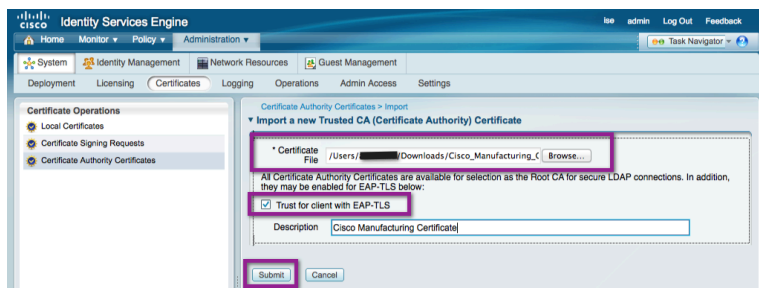 CISCO Identity Services Engine
ise admin Log Out Feedback
Home Monitor Policy Administration
Task Navigator
System Identity Management Network Resources Guest Management
Deployment Licensing Certificates Logging Operations Admin Access Settings
Certificate Operations
Local Certificates
Certificate Signing Requests
Certificate Authority Certificates
Certificate Authority Certificates > Import
Import a new Trusted CA (Certificate Authority) Certificate
* Certificate
File
/Users/ /Downloads/Cisco_Manufacturing_C Browse...
All Certificate Authority Certificates are available for selection as the Root CA for secure LDAP connections. In addition,
they may be enabled for EAP-TLS below:
Trust for client with EAP-TLS
Description Cisco Manufacturing Certificate
Submit Cancel